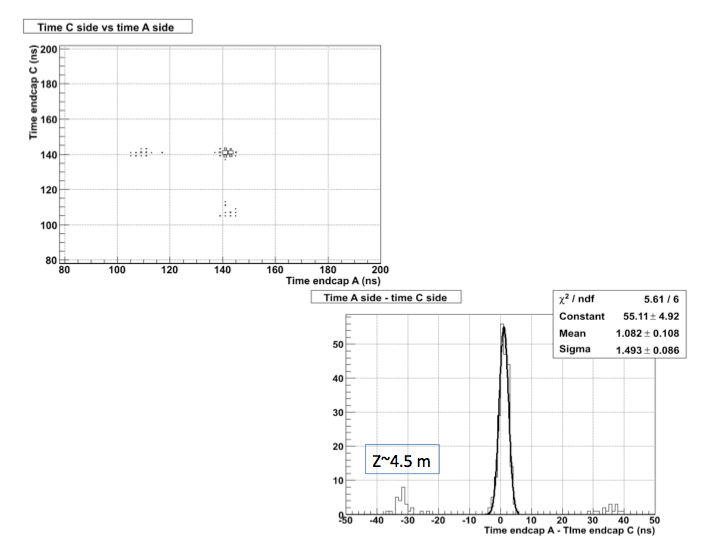 Time C side vs time A side
Time endcap C (ns)
200
180
160
140
120
100
80
80 100 120 140 160 180 200
Time endcap A (ns)
Time A side - time C side
χ² / ndf 5.61 / 6
Constant 55.11 ± 4.92
Mean 1.082 ± 0.108
Sigma 1.493 ± 0.086
50
40
30
20
10
0
Z~4.5 m
-50 -40 -30 -20 -10 0 10 20 30 40 50
Time endcap A - TIme endcap C (ns)